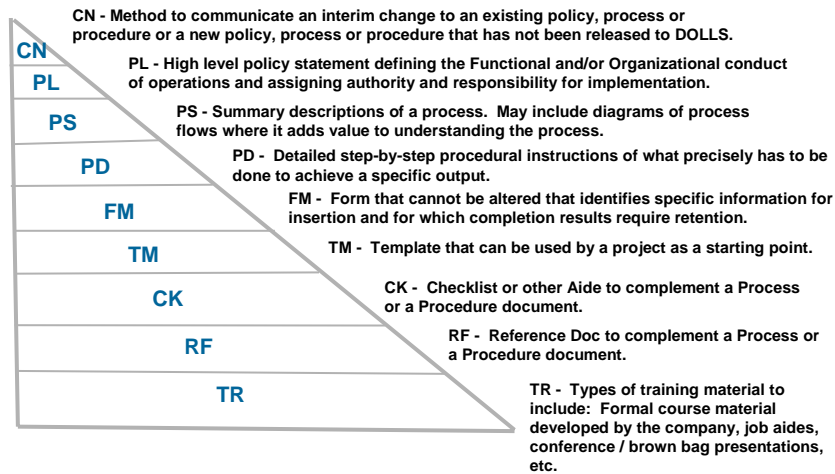 CN - Method to communicate an interim change to an existing policy, process or
procedure or a new policy, process or procedure that has not been released to DOLLS.
CN
PL - High level policy statement defining the Functional and/or Organizational conduct
of operations and assigning authority and responsibility for implementation.
PL
PS - Summary descriptions of a process.  May include diagrams of process
flows where it adds value to understanding the process.
PS
PD -  Detailed step-by-step procedural instructions of what precisely has to be
done to achieve a specific output.
PD
FM -  Form that cannot be altered that identifies specific information for
insertion and for which completion results require retention.
FM
TM -  Template that can be used by a project as a starting point.
TM
CK -  Checklist or other Aide to complement a Process
or a Procedure document.
CK
RF -  Reference Doc to complement a Process or
a Procedure document.
RF
TR -  Types of training material to
include:  Formal course material
developed by the company, job aides,
conference / brown bag presentations,
etc.
TR